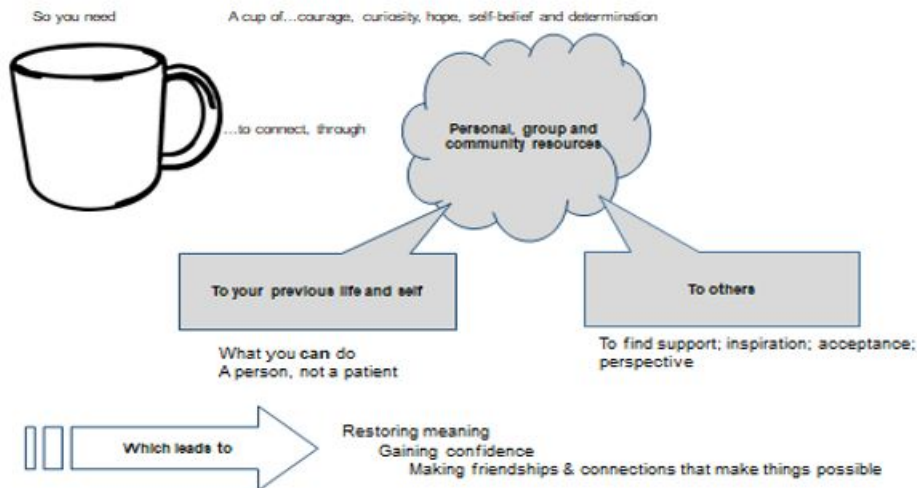 So you need
A cup of...courage, curiosity, hope, self-belief and determination
...to connect, through
Personal, group and
community resources
To your previous life and self
To others
What you can do
A person, not a patient
To find support; inspiration; acceptance;
perspective
Which leads to
Restoring meaning
Gaining confidence
Making friendships & connections that make things possible